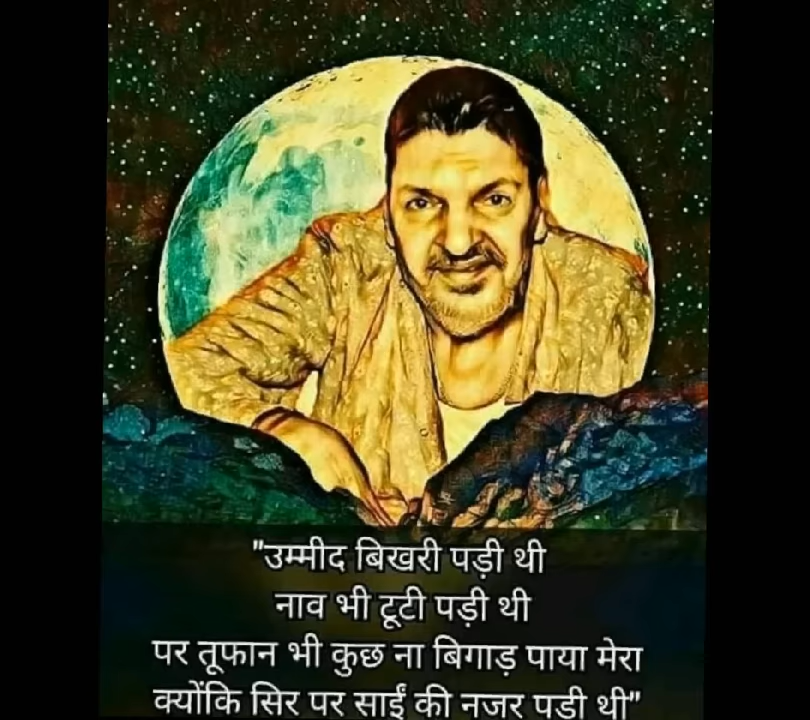 "उम्मीद बिखरी पड़ी थी
नाव भी टूटी पड़ी थी
पर तूफान भी कुछ ना बिगाड़ पाया मेरा
क्योंकि सिर पर साईं की नजर पड़ी थी"